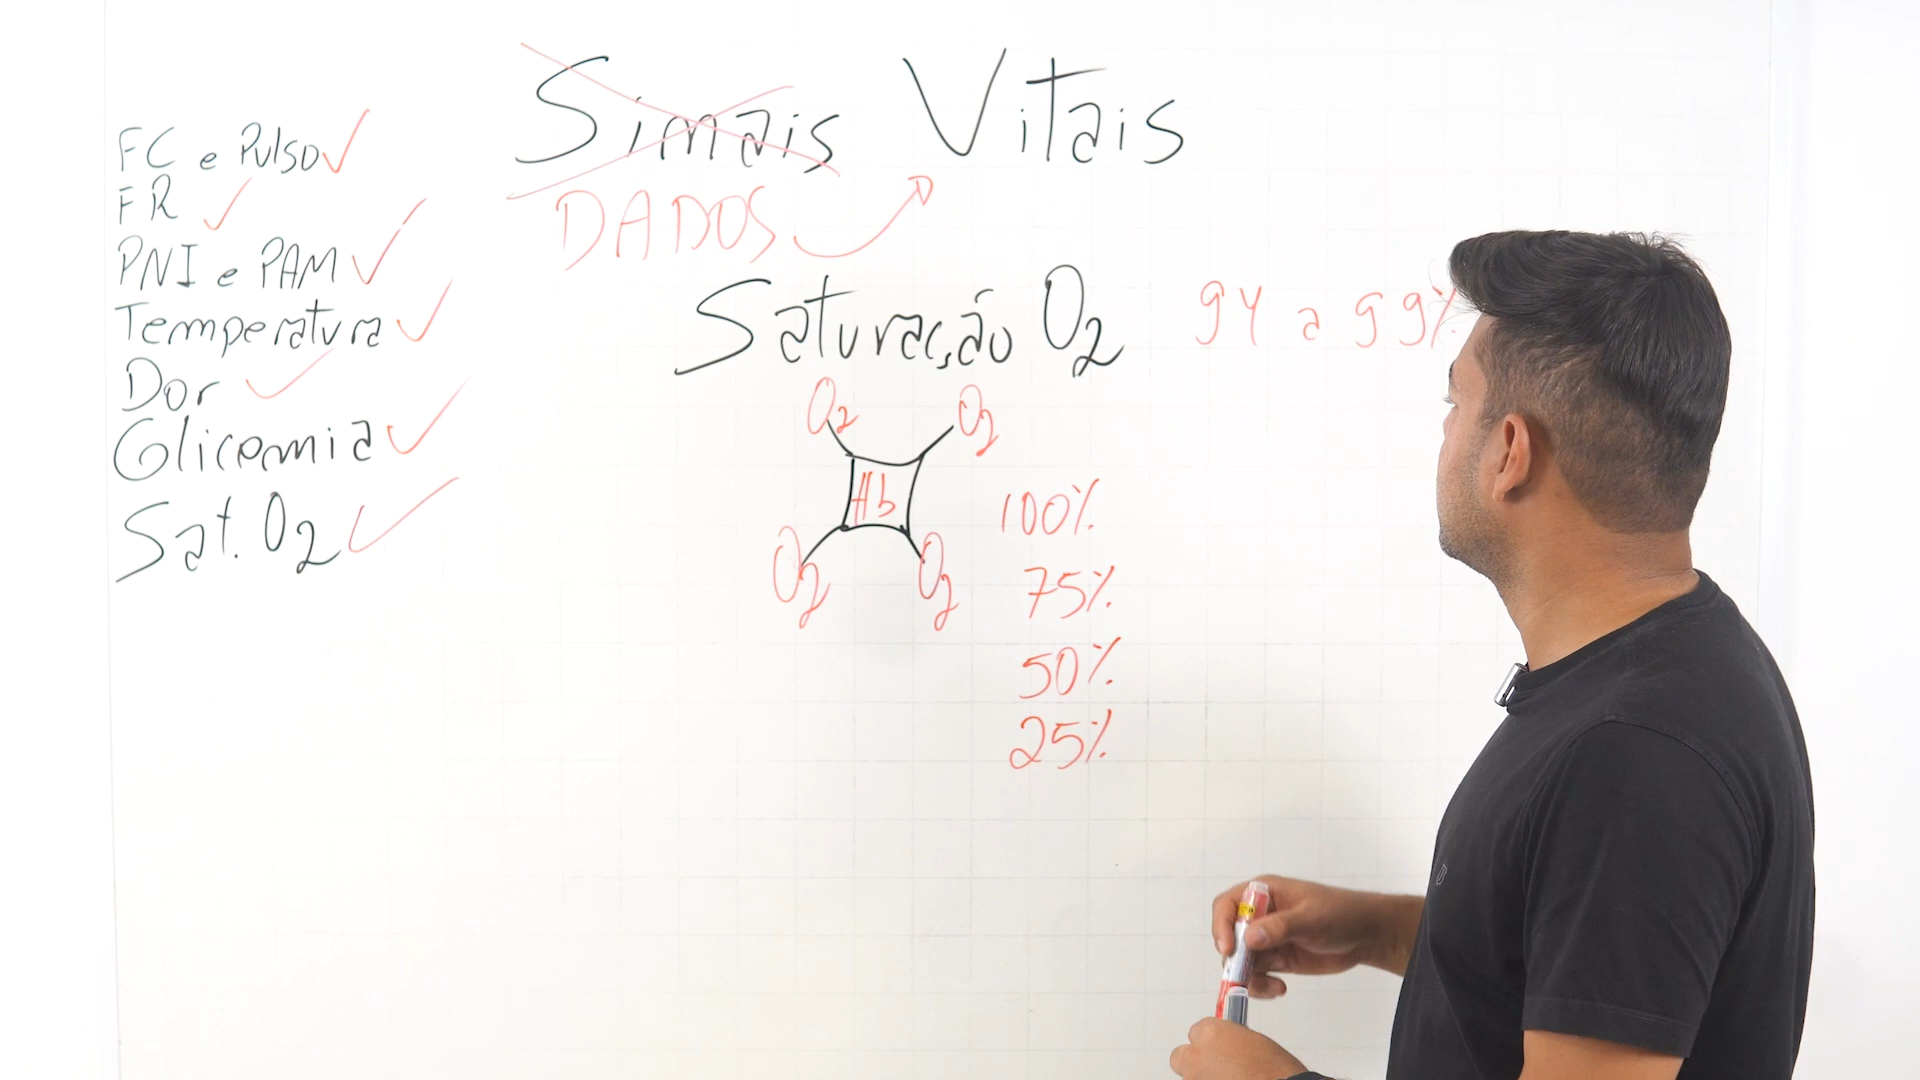 Sinais Vitais
DADOS
FC e Pulso
FR
PNI e PAM
Temperatura
Dor
Glicemia
Sat. O2
Saturação O2 94 a 99%
O2 O2
Hb
O2 O2
100%
75%
50%
25%